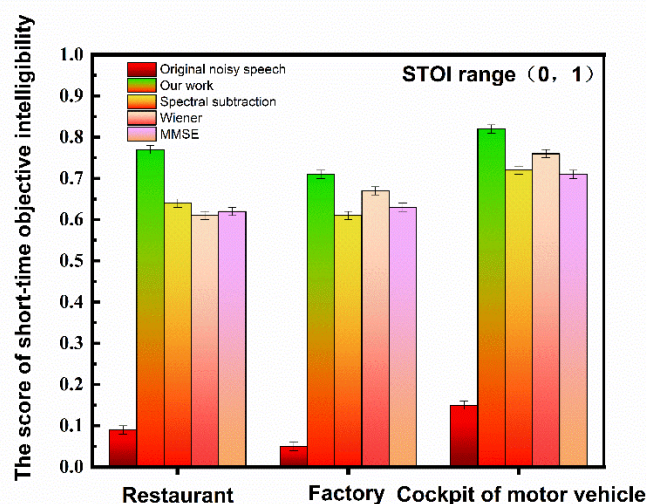 The score of short-time objective intelligibility
1.0
0.9
0.8
0.7
0.6
0.5
0.4
0.3
0.2
0.1
0.0
Original noisy speech
Our work
Spectral subtraction
Wiener
MMSE
STOI range（0，1）
Restaurant
Factory
Cockpit of motor vehicle